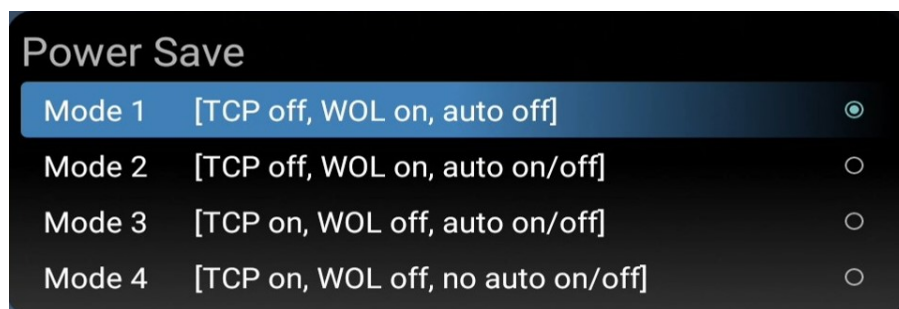 Power Save
Mode 1 [TCP off, WOL on, auto off]
Mode 2 [TCP off, WOL on, auto on/off]
Mode 3 [TCP on, WOL off, auto on/off]
Mode 4 [TCP on, WOL off, no auto on/off]